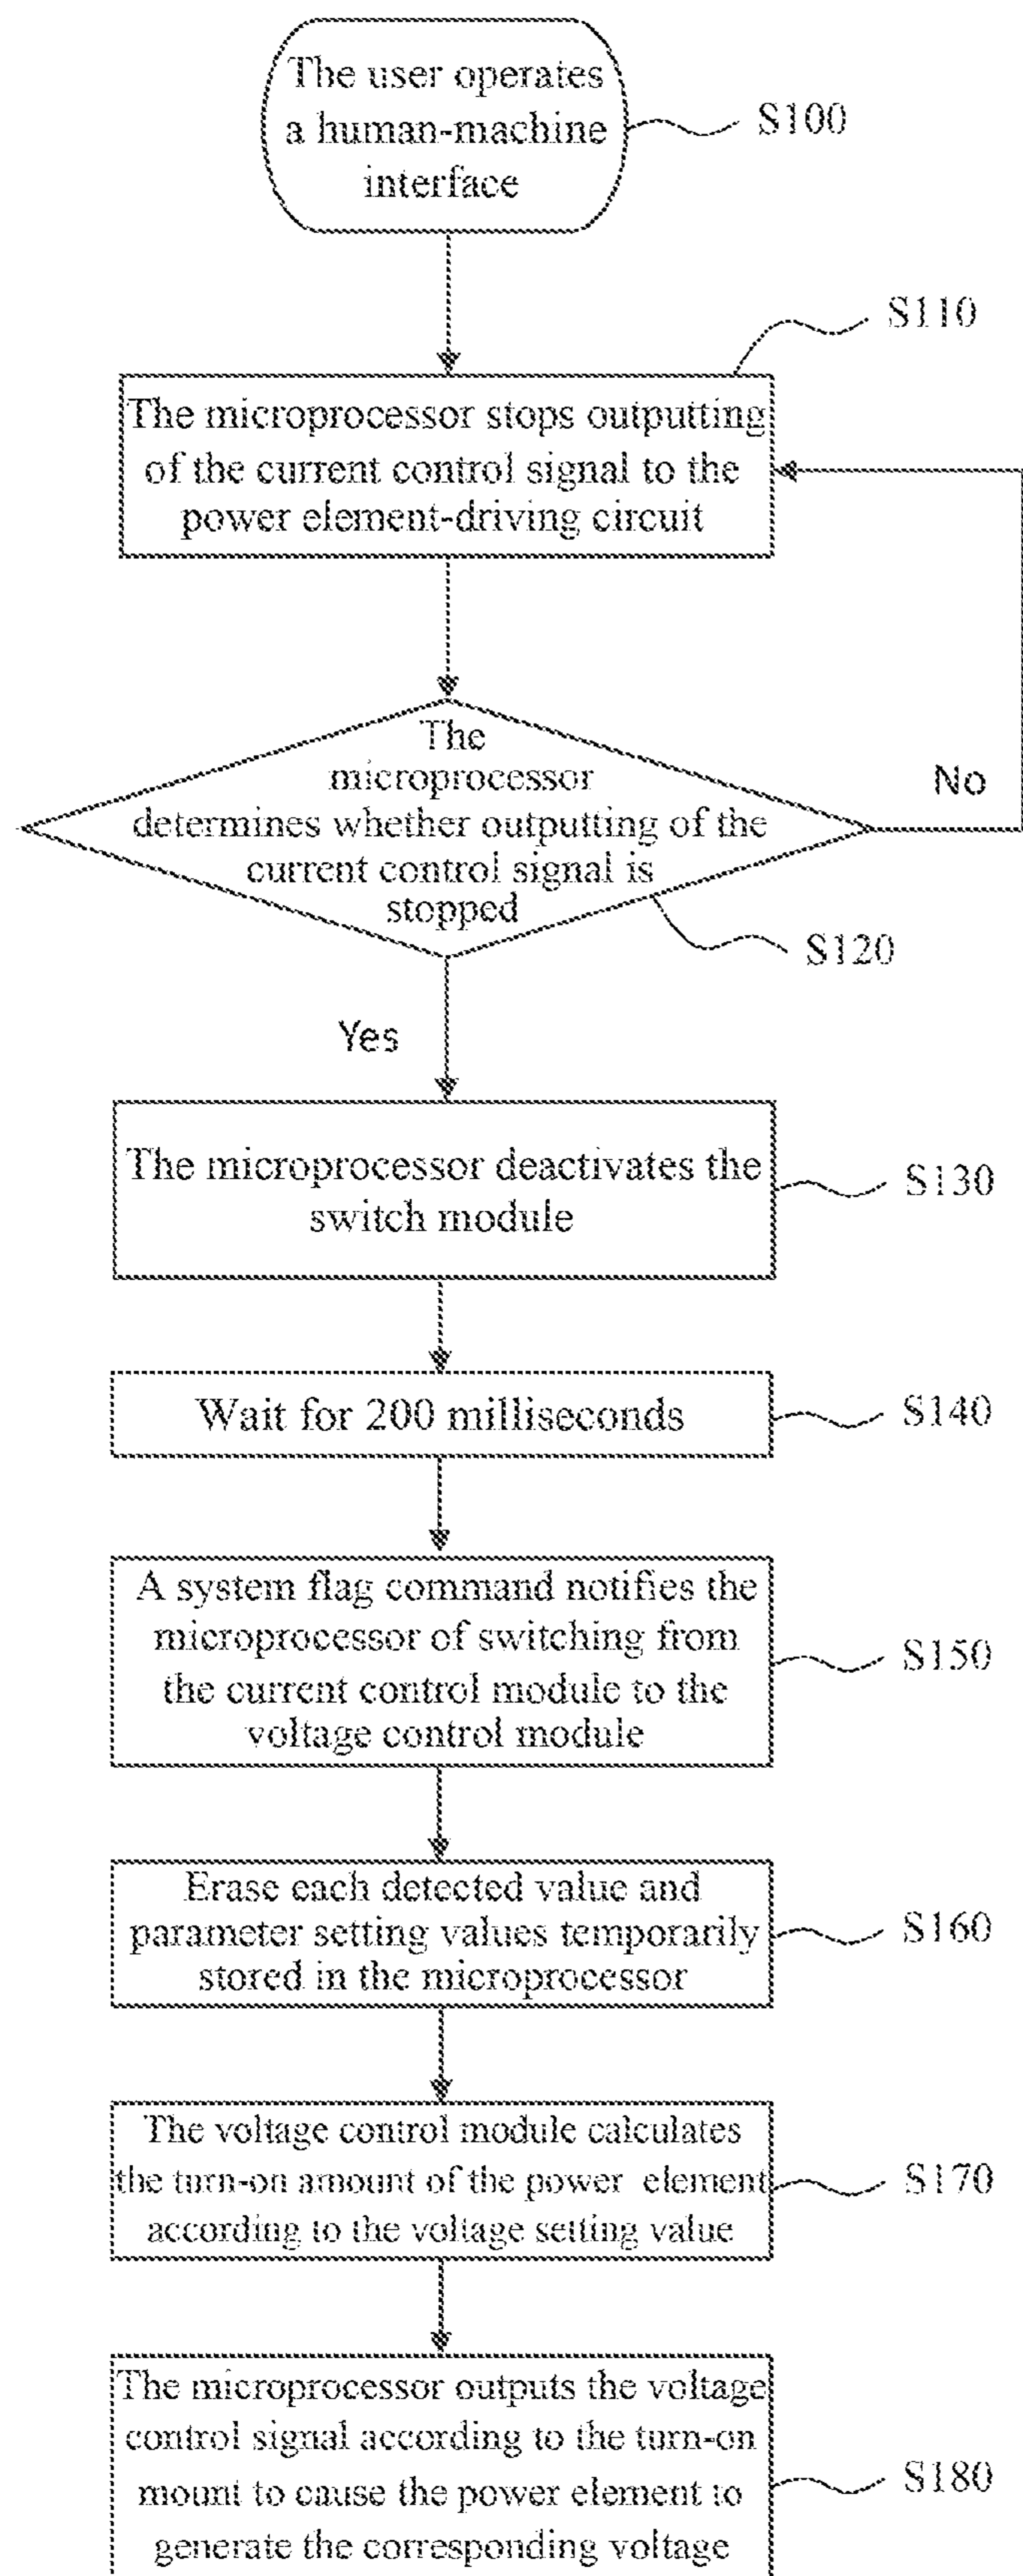 The user operates
a human-machine
interface
S100
S110
The microprocessor stops outputting
of the current control signal to the
power element-driving circuit
The
microprocessor
determines whether outputting of the
current control signal is
stopped
No
S120
Yes
The microprocessor deactivates the
switch module
S130
Wait for 200 milliseconds
S140
A system flag command notifies the
microprocessor of switching from
the current control module to the
voltage control module
S150
Erase each detected value and
parameter setting values temporarily
stored in the microprocessor
S160
The voltage control module calculates
the turn-on amount of the power element
according to the voltage setting value
S170
The microprocessor outputs the voltage
control signal according to the turn-on
mount to cause the power element to
generate the corresponding voltage
S180